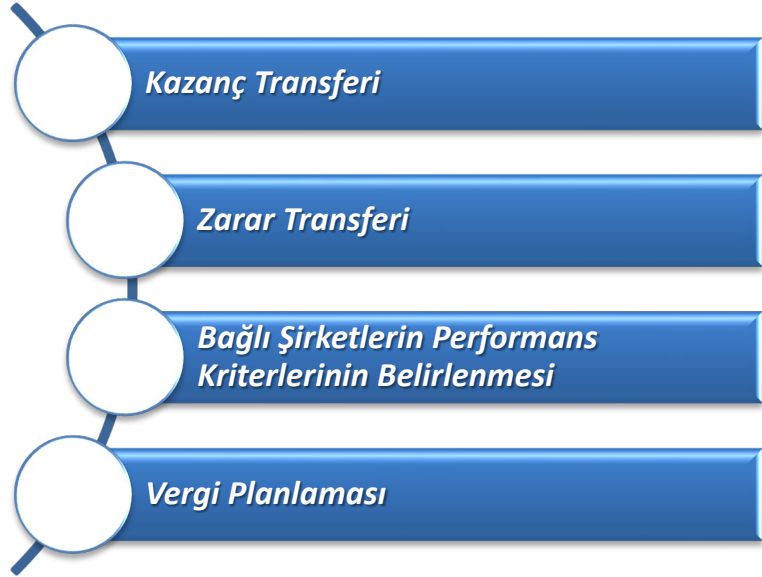 Kazanç Transferi
Zarar Transferi
Bağlı Şirketlerin Performans
Kriterlerinin Belirlenmesi
Vergi Planlaması